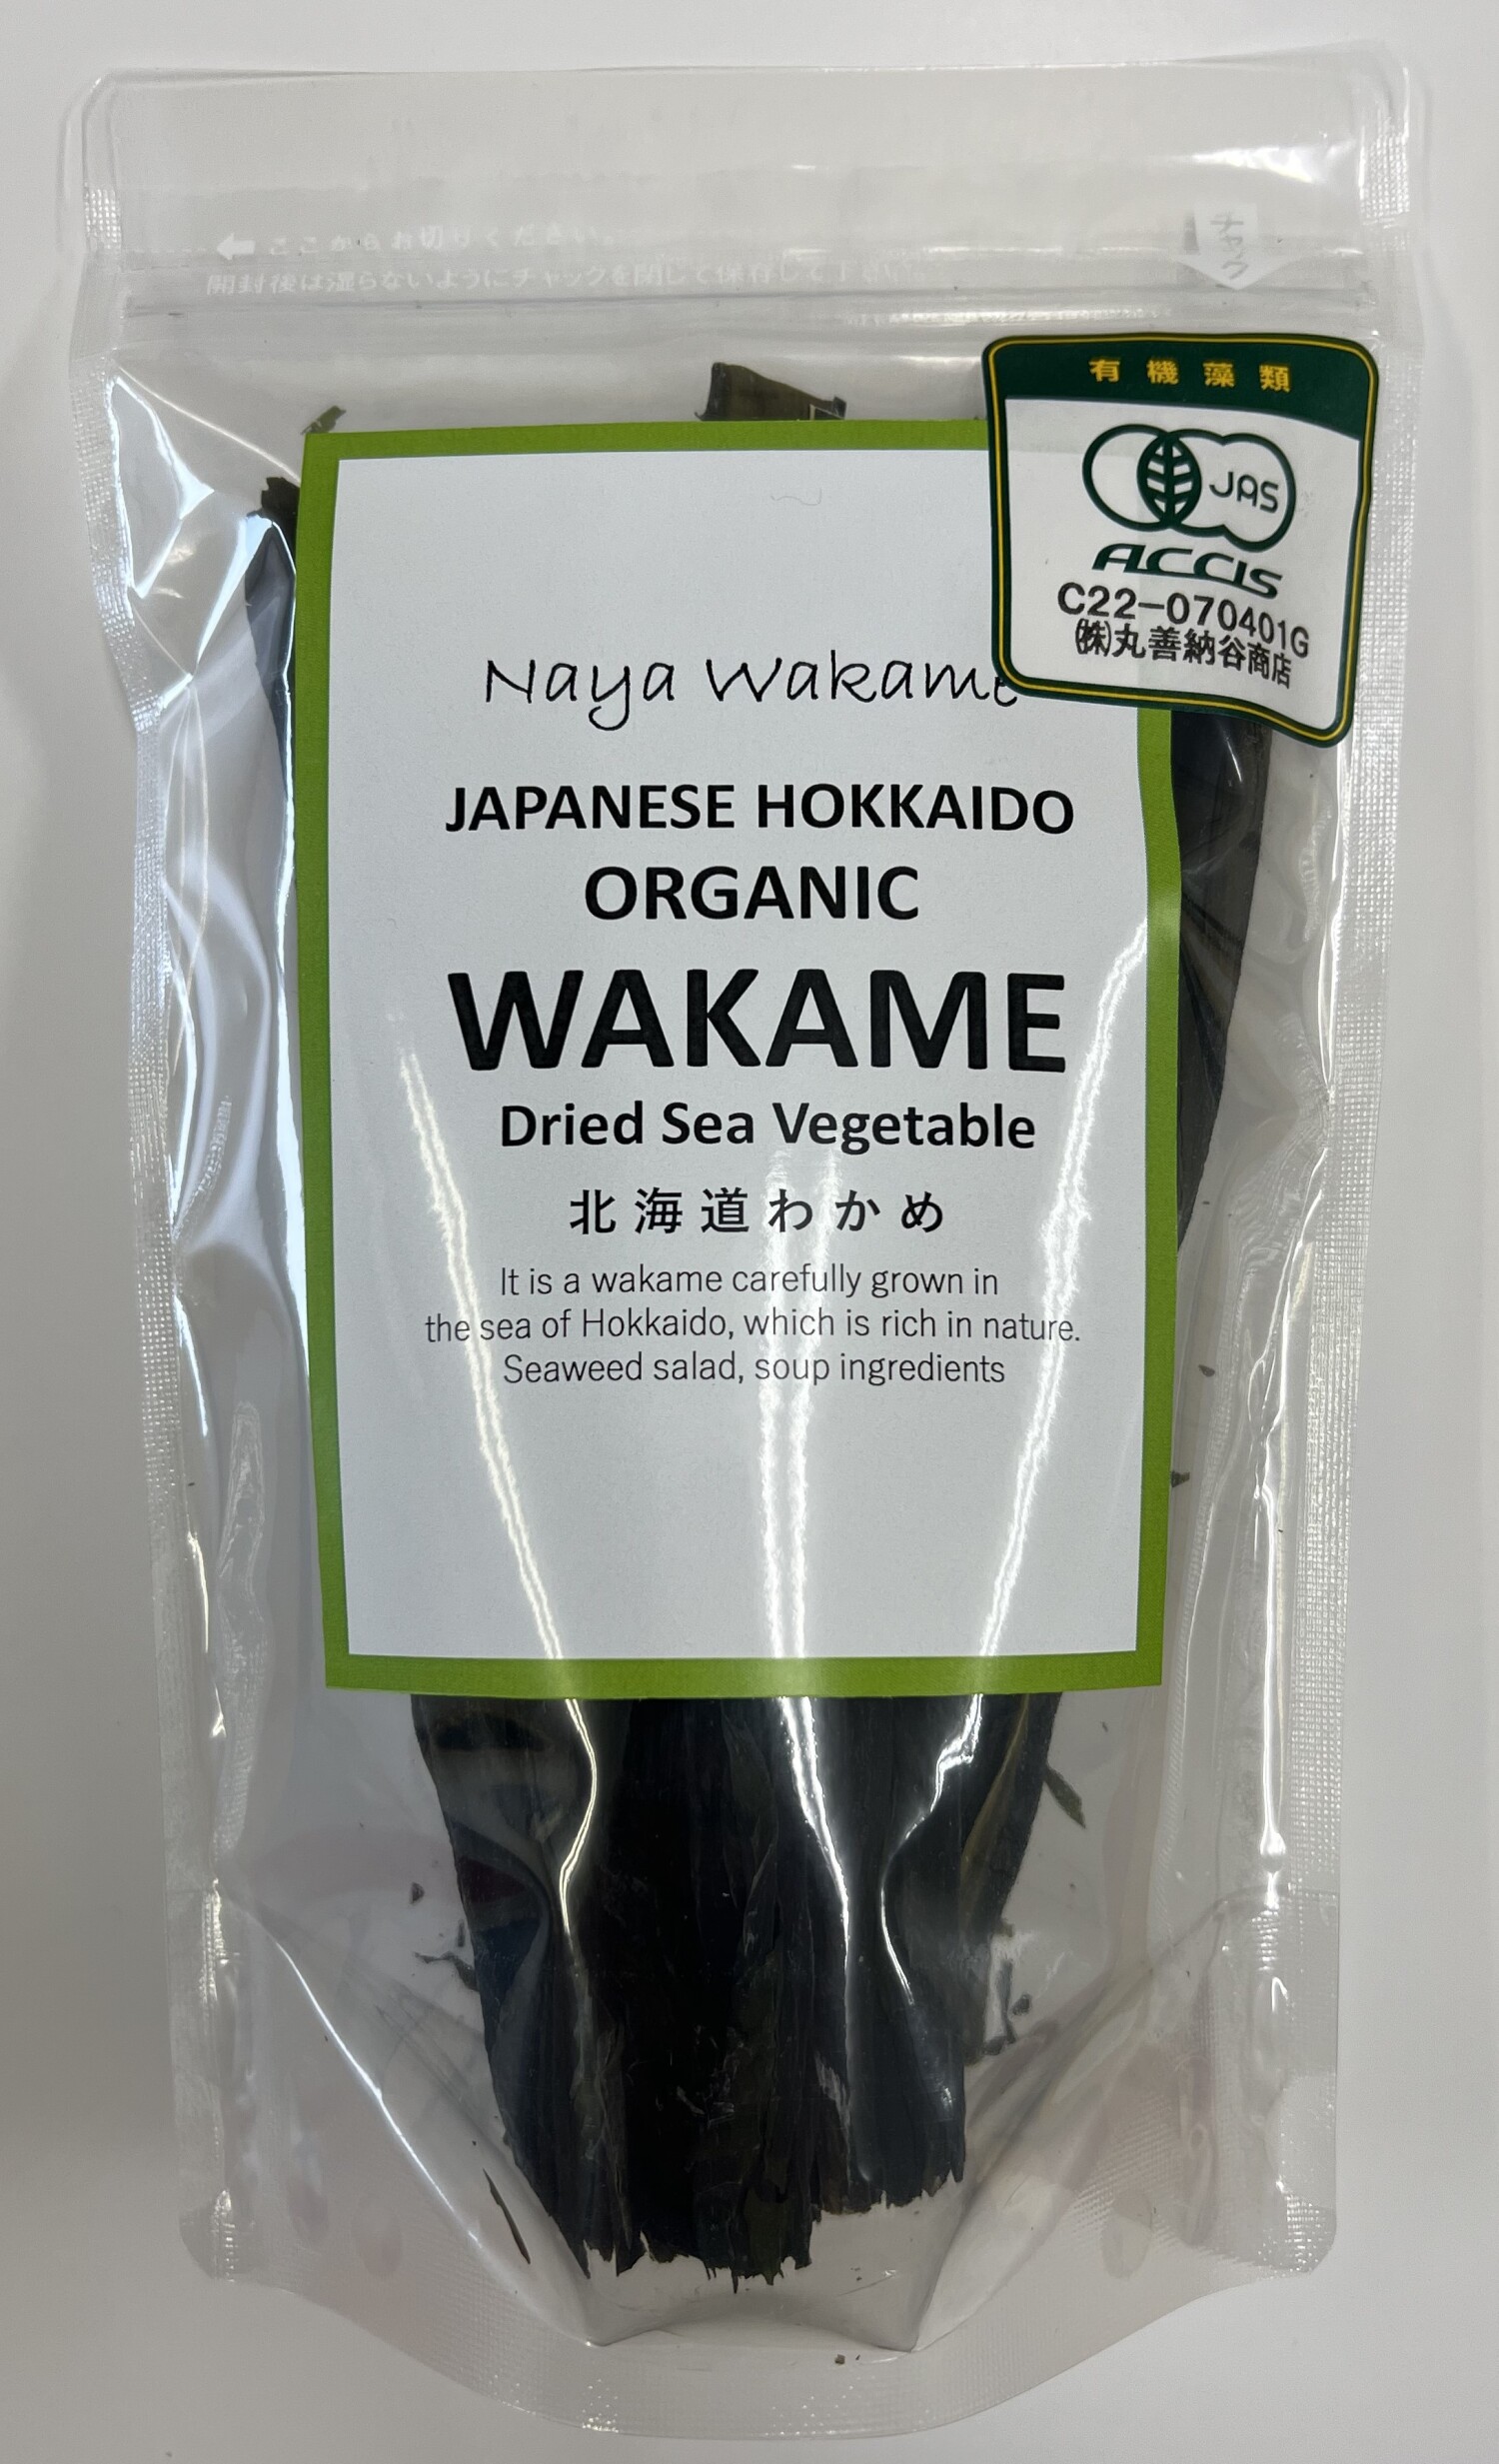 ここからお切りください。
開封後は湿らないようにチャックを閉じて保存して下さい。
チャック
有機藻類
JAS
ACCIS
C22-070401G
㈱丸善納谷商店
Naya Wakame
JAPANESE HOKKAIDO
ORGANIC
WAKAME
Dried Sea Vegetable
北海道わかめ
It is a wakame carefully grown in
the sea of Hokkaido, which is rich in nature.
Seaweed salad, soup ingredients